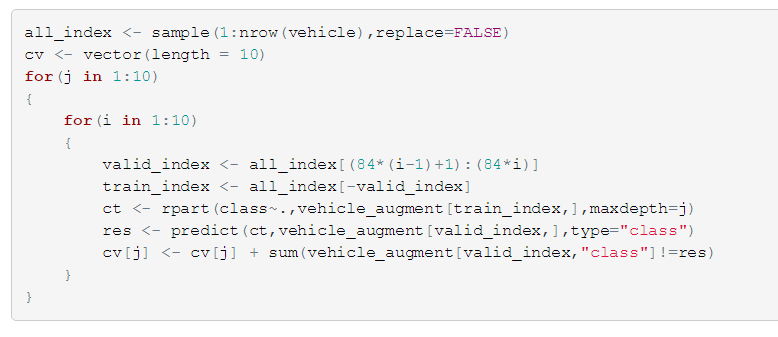 all_index <- sample(1:nrow(vehicle),replace=FALSE)
cv <- vector(length = 10)
for(j in 1:10)
{
    for(i in 1:10)
    {
        valid_index <- all_index[(84*(i-1)+1):(84*i)]
        train_index <- all_index[-valid_index]
        ct <- rpart(class~.,vehicle_augment[train_index,],maxdepth=j)
        res <- predict(ct,vehicle_augment[valid_index,],type="class")
        cv[j] <- cv[j] + sum(vehicle_augment[valid_index,"class"]!=res)
    }
}